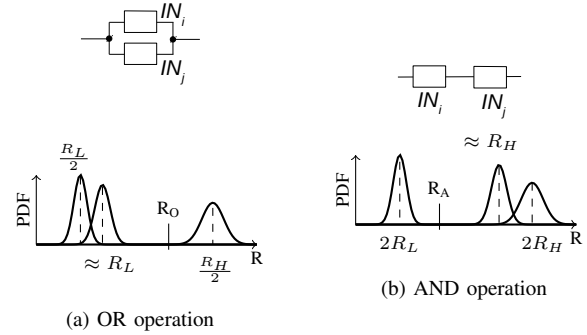 IN_i
IN_j
R_L/2
PDF
R_O
R
≈ R_L
R_H/2
(a) OR operation
IN_i
IN_j
≈ R_H
PDF
R_A
R
2R_L
2R_H
(b) AND operation